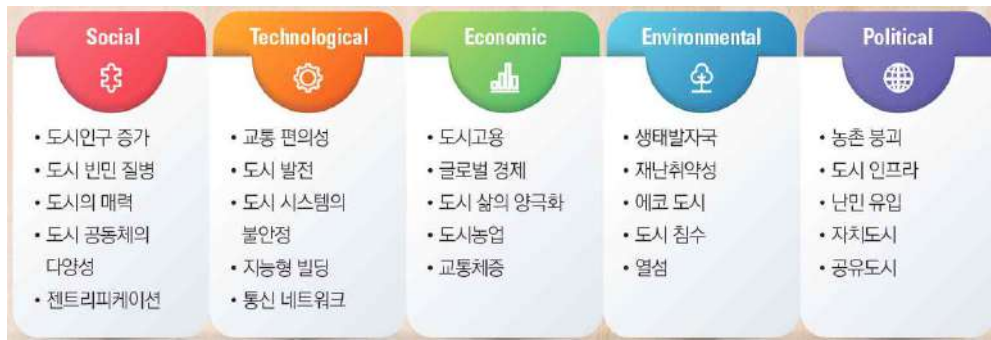 Social
• 도시인구 증가
• 도시 빈민 질병
• 도시의 매력
• 도시 공동체의
다양성
• 젠트리피케이션
Technological
• 교통 편의성
• 도시 발전
• 도시 시스템의
불안정
• 지능형 빌딩
• 통신 네트워크
Economic
• 도시고용
• 글로벌 경제
• 도시 삶의 양극화
• 도시농업
• 교통체증
Environmental
• 생태발자국
• 재난취약성
• 에코 도시
• 도시 침수
• 열섬
Political
• 농촌 붕괴
• 도시 인프라
• 난민 유입
• 자치도시
• 공유도시